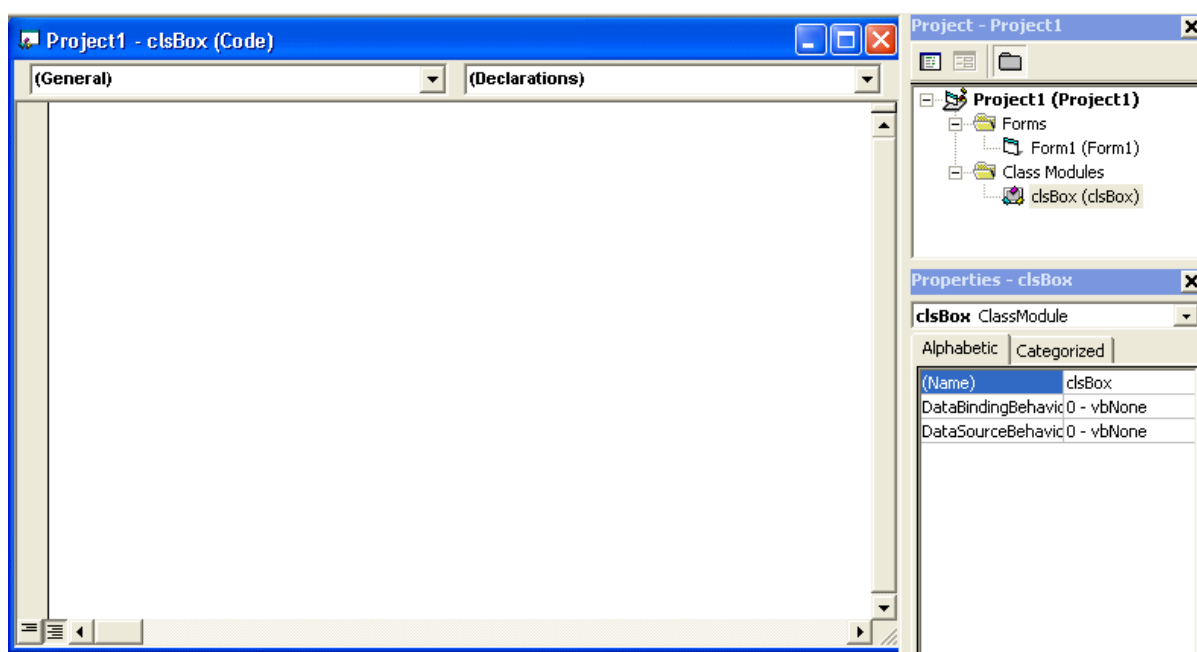 Project1 - clsBox (Code)
(General)
(Declarations)
Project - Project1
Project1 (Project1)
Forms
Form1 (Form1)
Class Modules
clsBox (clsBox)
Properties - clsBox
clsBox ClassModule
Alphabetic Categorized
(Name) clsBox
DataBindingBehavic 0 - vbNone
DataSourceBehavic 0 - vbNone